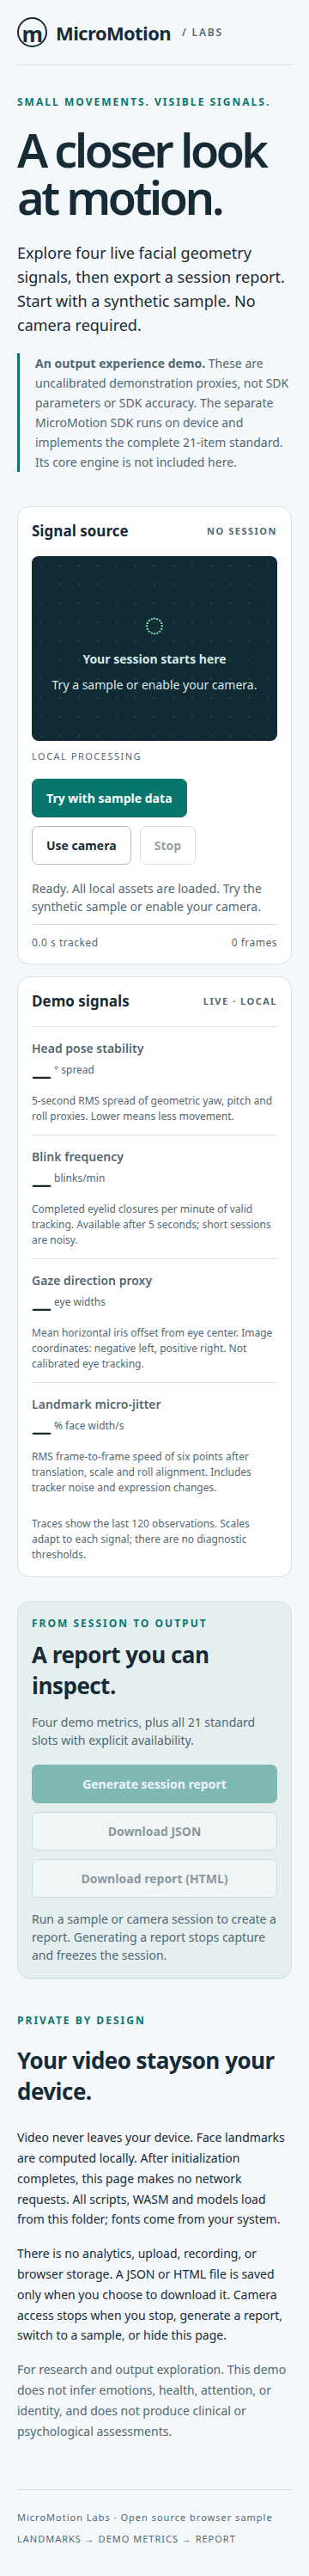 m MicroMotion / LABS
SMALL MOVEMENTS. VISIBLE SIGNALS.
A closer look
at motion.
Explore four live facial geometry
signals, then export a session report.
Start with a synthetic sample. No
camera required.
An output experience demo. These are
uncalibrated demonstration proxies, not SDK
parameters or SDK accuracy. The separate
MicroMotion SDK runs on device and
implements the complete 21-item standard.
Its core engine is not included here.
Signal source NO SESSION
Your session starts here
Try a sample or enable your camera.
LOCAL PROCESSING
Try with sample data
Use camera Stop
Ready. All local assets are loaded. Try the
synthetic sample or enable your camera.
0.0 s tracked 0 frames
Demo signals LIVE · LOCAL
Head pose stability
— ° spread
5-second RMS spread of geometric yaw, pitch and
roll proxies. Lower means less movement.
Blink frequency
— blinks/min
Completed eyelid closures per minute of valid
tracking. Available after 5 seconds; short sessions
are noisy.
Gaze direction proxy
— eye widths
Mean horizontal iris offset from eye center. Image
coordinates: negative left, positive right. Not
calibrated eye tracking.
Landmark micro-jitter
— % face width/s
RMS frame-to-frame speed of six points after
translation, scale and roll alignment. Includes
tracker noise and expression changes.
Traces show the last 120 observations. Scales
adapt to each signal; there are no diagnostic
thresholds.
FROM SESSION TO OUTPUT
A report you can
inspect.
Four demo metrics, plus all 21 standard
slots with explicit availability.
Generate session report
Download JSON
Download report (HTML)
Run a sample or camera session to create a
report. Generating a report stops capture
and freezes the session.
PRIVATE BY DESIGN
Your video stayson your
device.
Video never leaves your device. Face landmarks
are computed locally. After initialization
completes, this page makes no network
requests. All scripts, WASM and models load
from this folder; fonts come from your system.
There is no analytics, upload, recording, or
browser storage. A JSON or HTML file is saved
only when you choose to download it. Camera
access stops when you stop, generate a report,
switch to a sample, or hide this page.
For research and output exploration. This demo
does not infer emotions, health, attention, or
identity, and does not produce clinical or
psychological assessments.
MicroMotion Labs · Open source browser sample
LANDMARKS → DEMO METRICS → REPORT